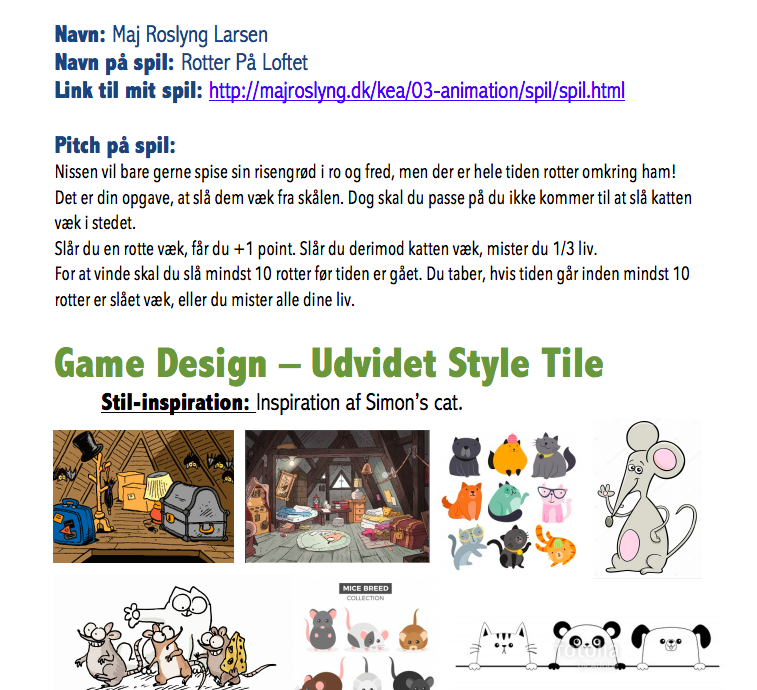 Navn: Maj Roslyng Larsen
Navn på spil: Rotter På Loftet
Link til mit spil: http://majroslyng.dk/kea/03-animation/spil/spil.html
Pitch på spil:
Nissen vil bare gerne spise sin risengrød i ro og fred, men der er hele tiden rotter omkring ham!
Det er din opgave, at slå dem væk fra skålen. Dog skal du passe på du ikke kommer til at slå katten
væk i stedet.
Slår du en rotte væk, får du +1 point. Slår du derimod katten væk, mister du 1/3 liv.
For at vinde skal du slå mindst 10 rotter før tiden er gået. Du taber, hvis tiden går inden mindst 10
rotter er slået væk, eller du mister alle dine liv.
Game Design – Udvidet Style Tile
Stil-inspiration: Inspiration af Simon's cat.
MICE BREED
COLLECTION
fotolia